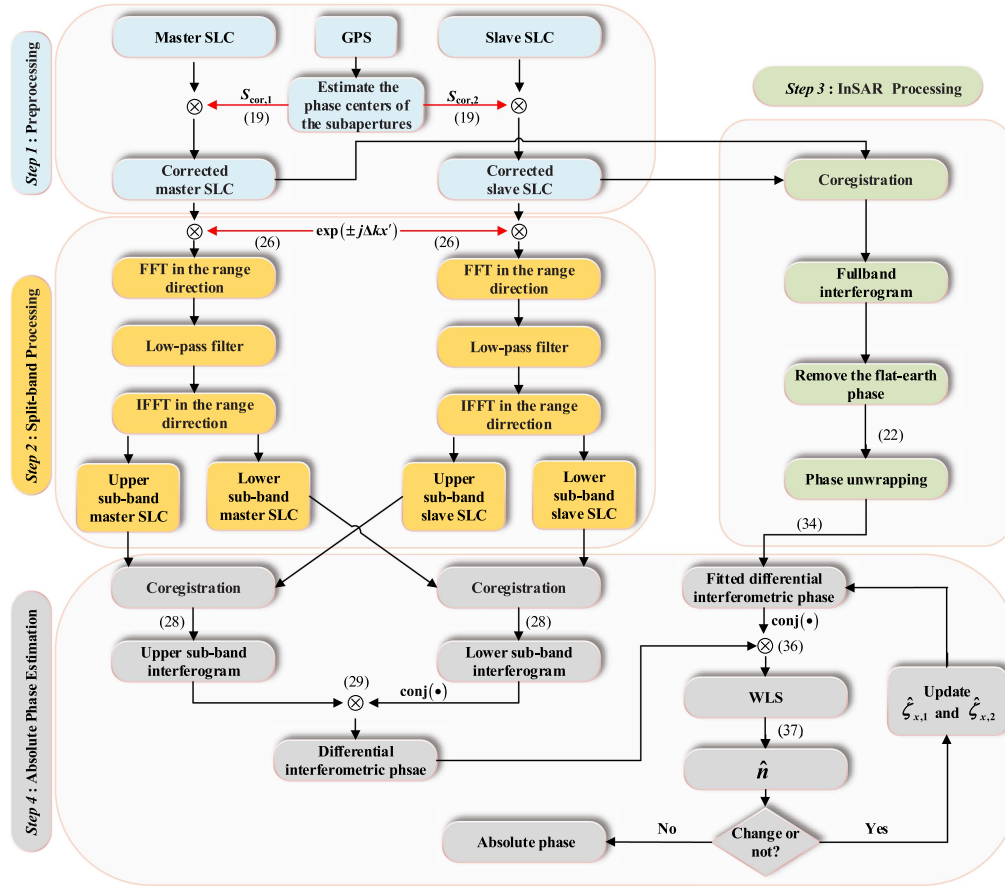 Step 1 : Preprocessing
Master SLC
GPS
Slave SLC
S_cor,1
(19)
Estimate the
phase centers of
the subapertures
S_cor,2
(19)
⊗
⊗
Corrected
master SLC
Corrected
slave SLC
Step 2 : Split-band Processing
⊗
(26)
exp(± jΔkx′)
(26)
⊗
FFT in the range
direction
FFT in the range
direction
Low-pass filter
Low-pass filter
IFFT in the range
dirrection
IFFT in the range
dirrection
Upper
sub-band
master SLC
Lower
sub-band
master SLC
Upper
sub-band
slave SLC
Lower
sub-band
slave SLC
Step 3 : InSAR Processing
Coregistration
Fullband
interferogram
Remove the flat-earth
phase
(22)
Phase unwrapping
(34)
Step 4 : Absolute Phase Estimation
Coregistration
Coregistration
(28)
(28)
Upper sub-band
interferogram
Lower sub-band
interferogram
(29)
⊗
conj(•)
Differential
interferometric phsae
Fitted differential
interferometric phase
conj(•)
⊗
(36)
WLS
(37)
n̂
Change or
not?
No
Yes
Absolute phase
Update
ζ̂_x,1 and ζ̂_x,2